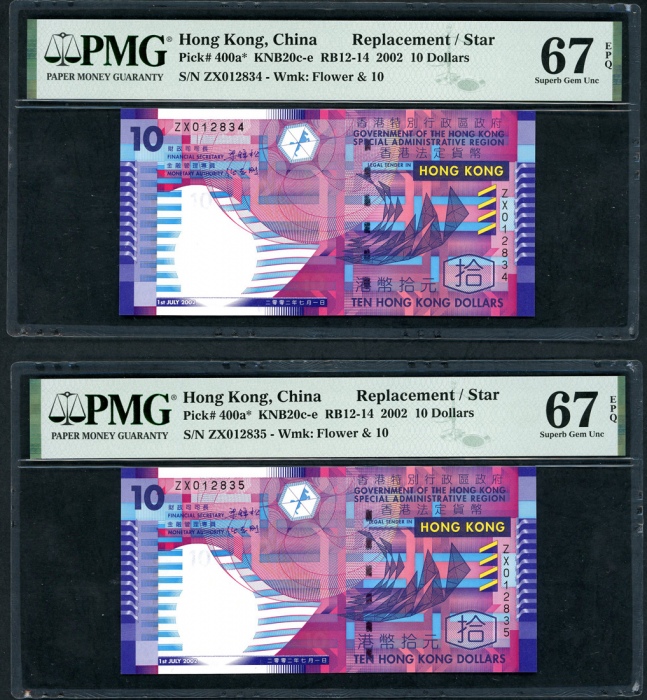 PMG®
PAPER MONEY GUARANTY
Hong Kong, China Replacement / Star
Pick# 400a* KNB20c-e RB12-14 2002 10 Dollars
S/N ZX012834 - Wmk: Flower & 10
67 EPQ
Superb Gem Unc
10
ZX012834
財政司司長
FINANCIAL SECRETARY
金融管理專員
MONETARY AUTHORITY
香港特別行政區政府
GOVERNMENT OF THE HONG KONG
SPECIAL ADMINISTRATIVE REGION
香港法定貨幣
LEGAL TENDER IN
HONG KONG
ZX012834
10
港幣拾元
拾
1st JULY 2002
二零零二年七月一日
TEN HONG KONG DOLLARS
PMG®
PAPER MONEY GUARANTY
Hong Kong, China Replacement / Star
Pick# 400a* KNB20c-e RB12-14 2002 10 Dollars
S/N ZX012835 - Wmk: Flower & 10
67 EPQ
Superb Gem Unc
10
ZX012835
財政司司長
FINANCIAL SECRETARY
金融管理專員
MONETARY AUTHORITY
香港特別行政區政府
GOVERNMENT OF THE HONG KONG
SPECIAL ADMINISTRATIVE REGION
香港法定貨幣
LEGAL TENDER IN
HONG KONG
ZX012835
10
港幣拾元
拾
1st JULY 2002
二零零二年七月一日
TEN HONG KONG DOLLARS